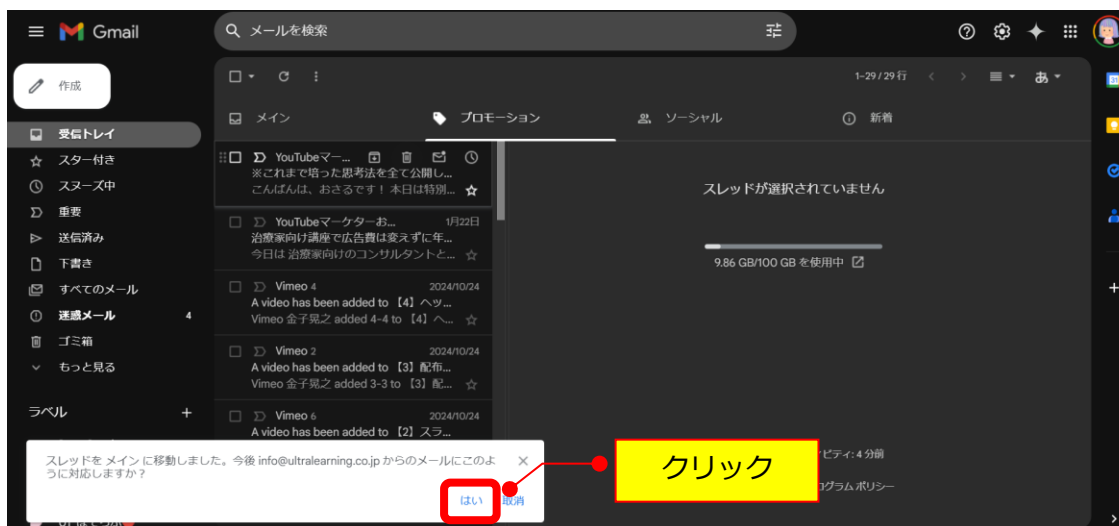 Gmail
メールを検索
作成
1–29 / 29 行
あ
メイン
プロモーション
ソーシャル
新着
受信トレイ
スター付き
スヌーズ中
重要
送信済み
下書き
すべてのメール
迷惑メール 4
ゴミ箱
もっと見る
ラベル
YouTubeマー...
※これまで培った思考法を全て公開し...
こんばんは、おさるです！ 本日は特別...
YouTubeマーケターお... 1月22日
治療家向け講座で広告費は変えずに年...
今日は 治療家向けのコンサルタントと...
Vimeo 4 2024/10/24
A video has been added to 【4】ヘッ...
Vimeo 金子晃之 added 4-4 to 【4】ヘ...
Vimeo 2 2024/10/24
A video has been added to 【3】配布...
Vimeo 金子晃之 added 3-3 to 【3】配...
Vimeo 6 2024/10/24
A video has been added to 【2】スラ...
スレッドが選択されていません
9.86 GB/100 GB を使用中
31
スレッドを メイン に移動しました。今後 info@ultralearning.co.jp からのメールにこのよ
うに対応しますか？
はい
取消
クリック
ビティ: 4 分前
ログラム ポリシー